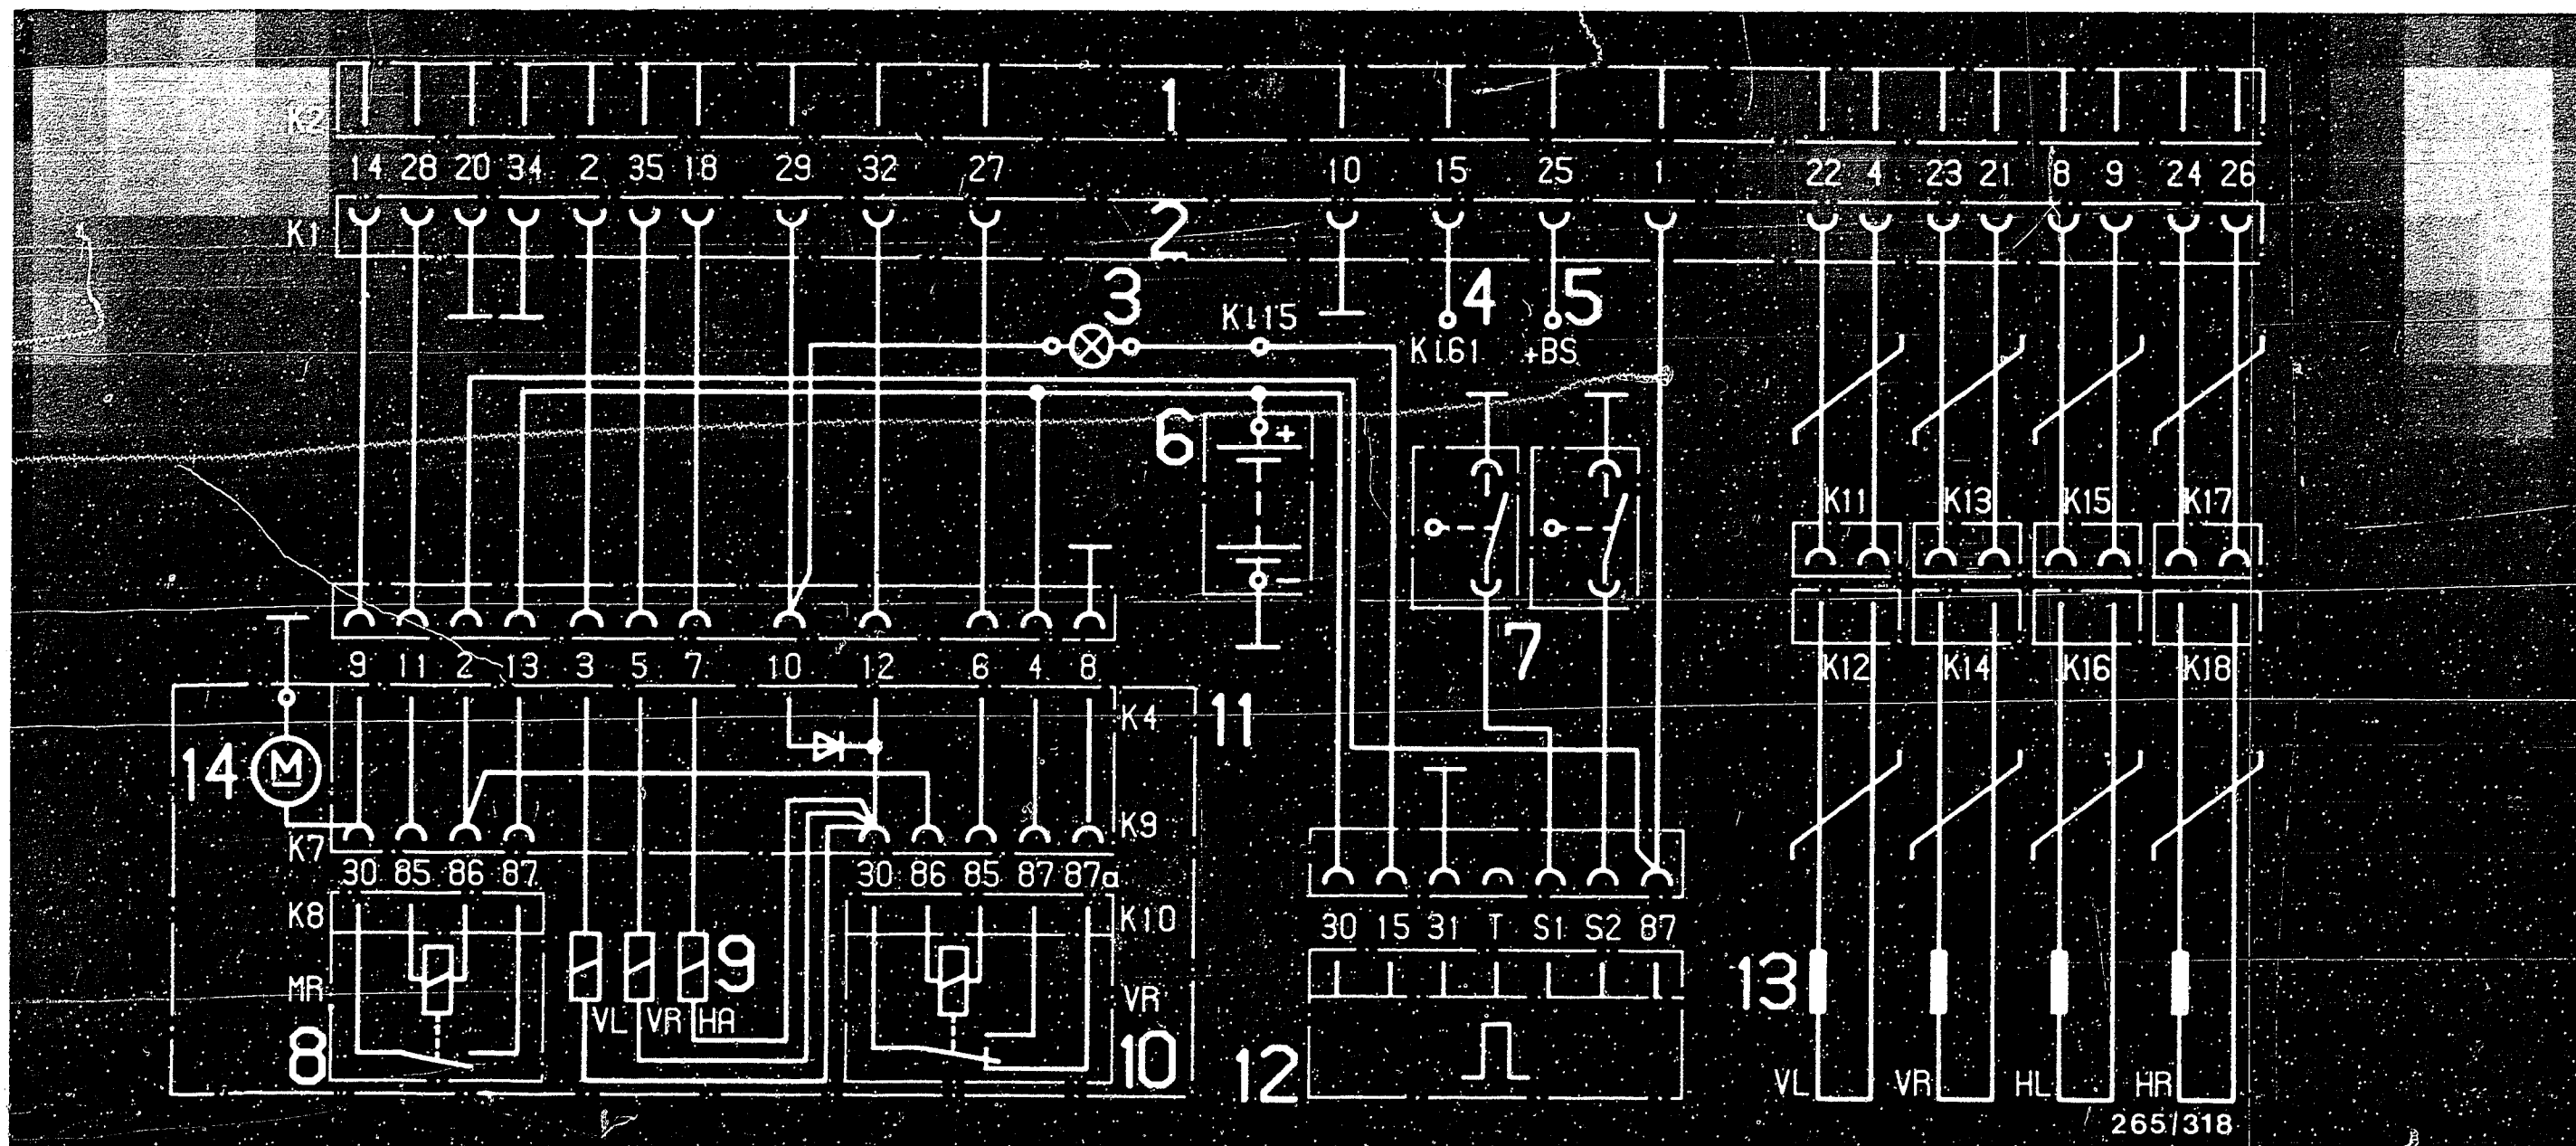 1
K2
14 28 20 34 2 35 18 29 32 27 10 15 25 1 22 4 23 21 8 9 24 26
K1
2
3
Kl.15
4
5
Kl.61
+BS
6
+
−
K11 K13 K15 K17
7
9 11 2 13 3 5 7 10 12 6 4 8
K12 K14 K16 K18
K4
11
14
M
K7
K9
30 85 86 87
30 86 85 87 87a
K8
K10
30 15 31 T S1 S2 87
MR
9
VL VR HA
VR
13
8
10
12
VL VR HL HR
265/318